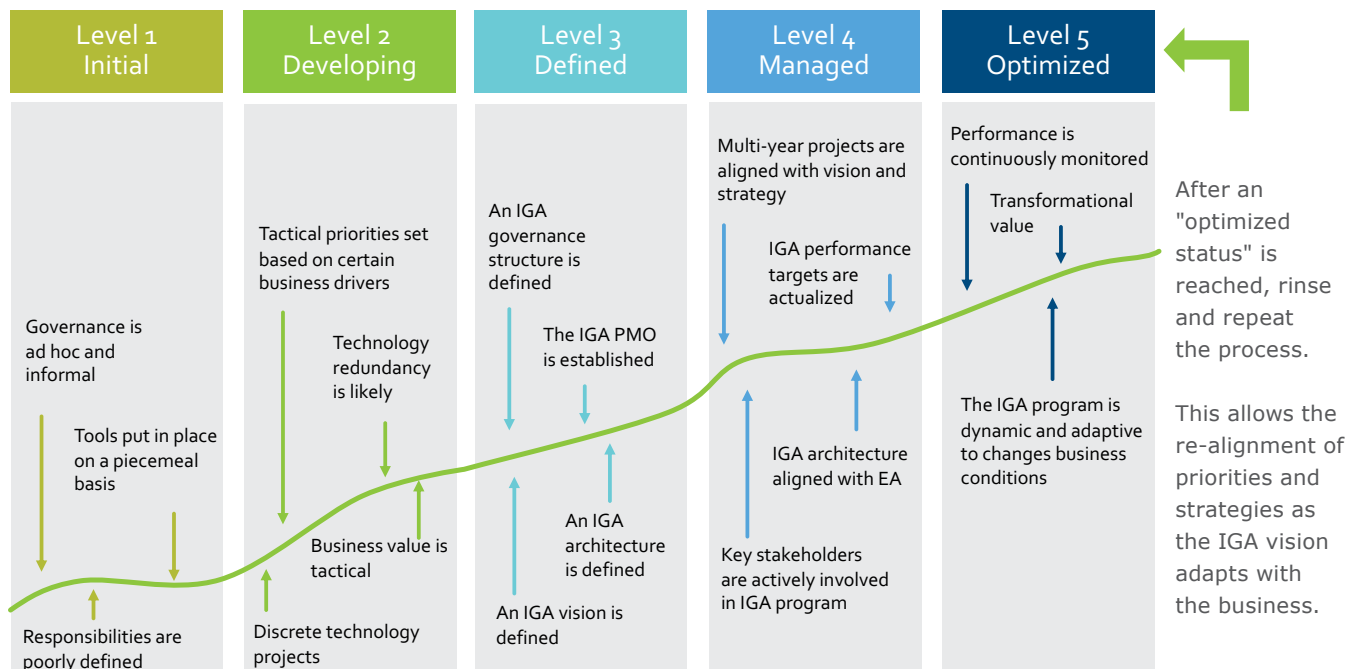 Level 1
Initial
Level 2
Developing
Level 3
Defined
Level 4
Managed
Level 5
Optimized
Governance is
ad hoc and
informal
Tools put in place
on a piecemeal
basis
Responsibilities are
poorly defined
Tactical priorities set
based on certain
business drivers
Technology
redundancy
is likely
Business value is
tactical
Discrete technology
projects
An IGA
governance
structure is
defined
The IGA PMO
is established
An IGA
architecture
is defined
An IGA vision is
defined
Multi-year projects are
aligned with vision and
strategy
IGA performance
targets are
actualized
IGA architecture
aligned with EA
Key stakeholders
are actively involved
in IGA program
Performance is
continuously monitored
Transformational
value
The IGA program is
dynamic and adaptive
to changes business
conditions
After an
"optimized
status" is
reached, rinse
and repeat
the process.
This allows the
re-alignment of
priorities and
strategies as
the IGA vision
adapts with
the business.